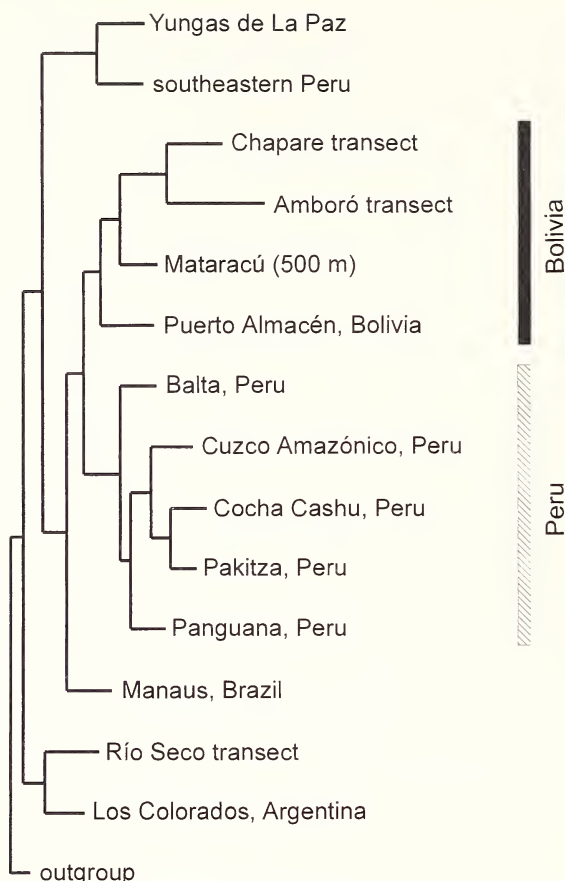 Yungas de La Paz
southeastern Peru
Chapare transect
Amboró transect
Mataracú (500 m)
Puerto Almacén, Bolivia
Balta, Peru
Cuzco Amazónico, Peru
Cocha Cashu, Peru
Pakitza, Peru
Panguana, Peru
Manaus, Brazil
Río Seco transect
Los Colorados, Argentina
outgroup
Bolivia
Peru